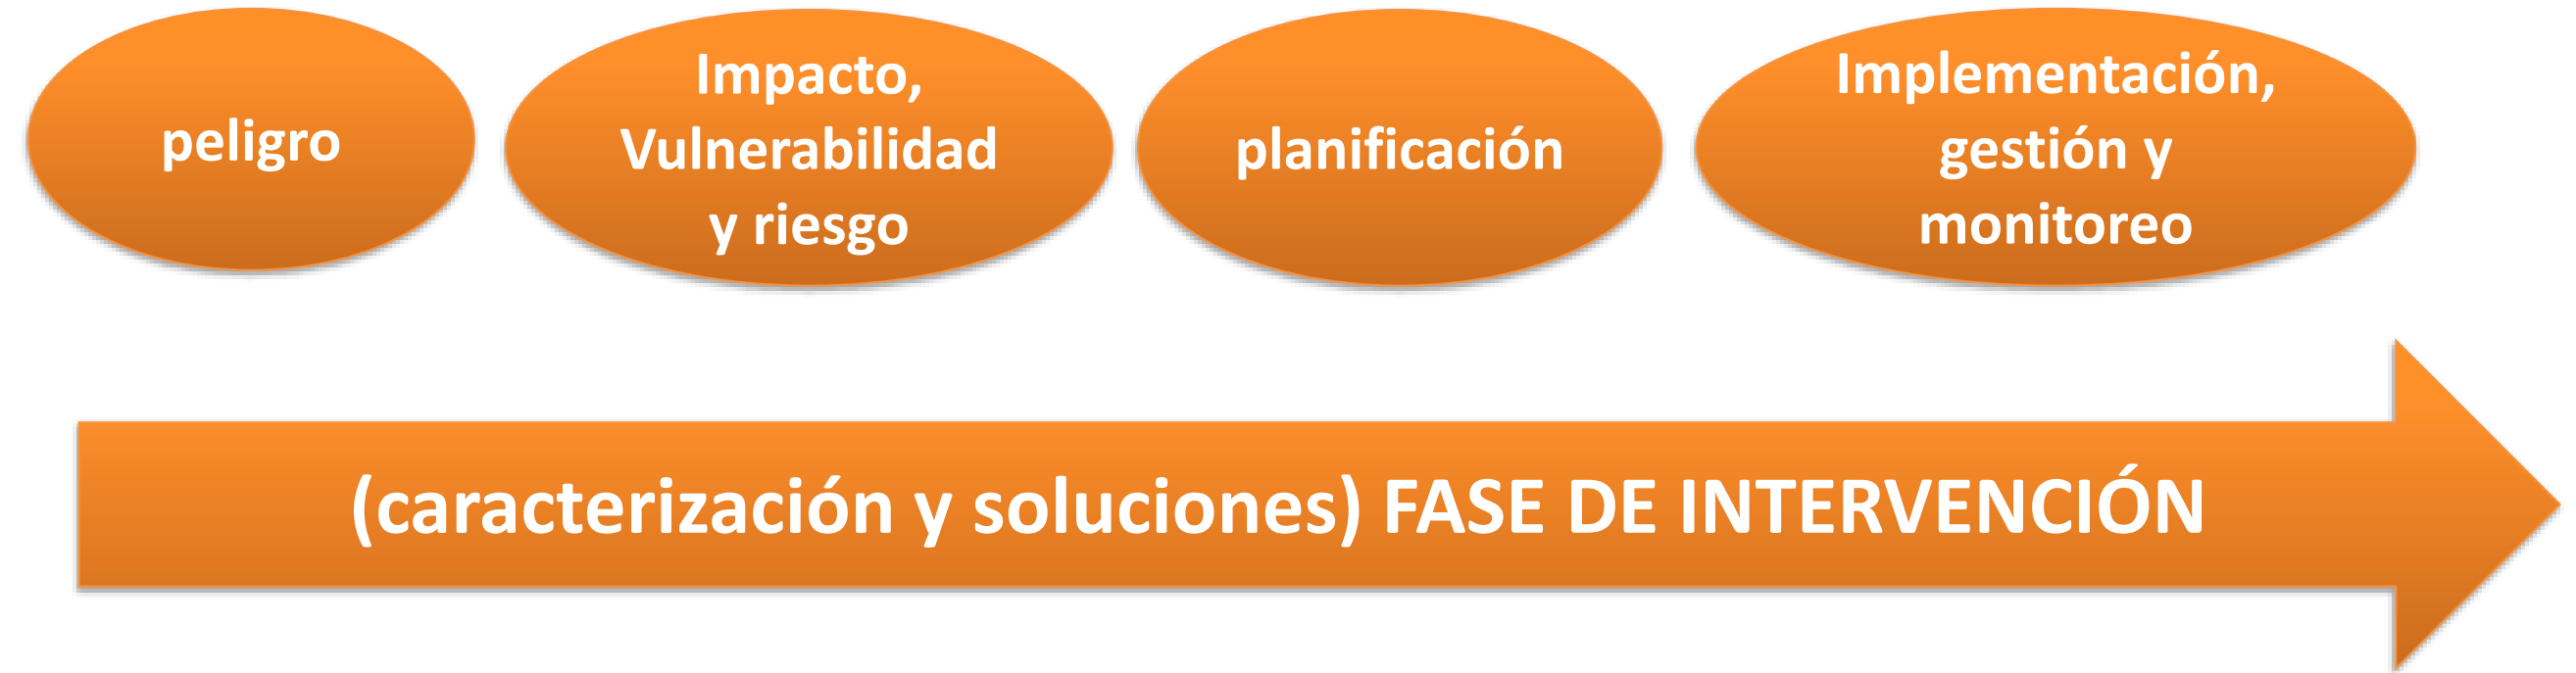 peligro
Impacto,
Vulnerabilidad
y riesgo
planificación
Implementación,
gestión y
monitoreo
(caracterización y soluciones) FASE DE INTERVENCIÓN